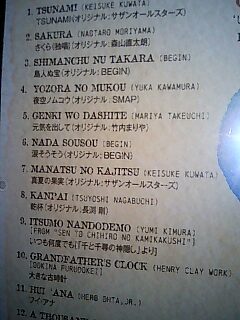 1. TSUNAMI (KEISUKE KUWATA)
TSUNAMI(オリジナル:サザンオールスターズ)
2. SAKURA (NAOTARO MORIYAMA)
さくら(独唱)(オリジナル:森山直太朗)
3. SHIMANCHU NU TAKARA (BEGIN)
島人ぬ宝(オリジナル:BEGIN)
4. YOZORA NO MUKOU (YUKA KAWAMURA)
夜空ノムコウ(オリジナル:SMAP)
5. GENKI WO DASHITE (MARIYA TAKEUCHI)
元気を出して(オリジナル:竹内まりや)
6. NADA SOUSOU (BEGIN)
涙そうそう(オリジナル:BEGIN)
7. MANATSU NO KAJITSU (KEISUKE KUWATA)
真夏の果実(オリジナル:サザンオールスターズ)
8. KANPAI (TSUYOSHI NAGABUCHI)
乾杯(オリジナル:長渕 剛)
9. ITSUMO NANDODEMO (YUMI KIMURA)
[FROM "SEN TO CHIHIRO NO KAMIKAKUSHI"]
いつも何度でも[「千と千尋の神隠し」より]
10. GRANDFATHER'S CLOCK (HENRY CLAY WORK)
[OOKINA FURUDOKEI]
大きな古時計
11. HUI 'ANA (HERB OHTA,JR.)
フイ・アナ
12. A THOUSAN